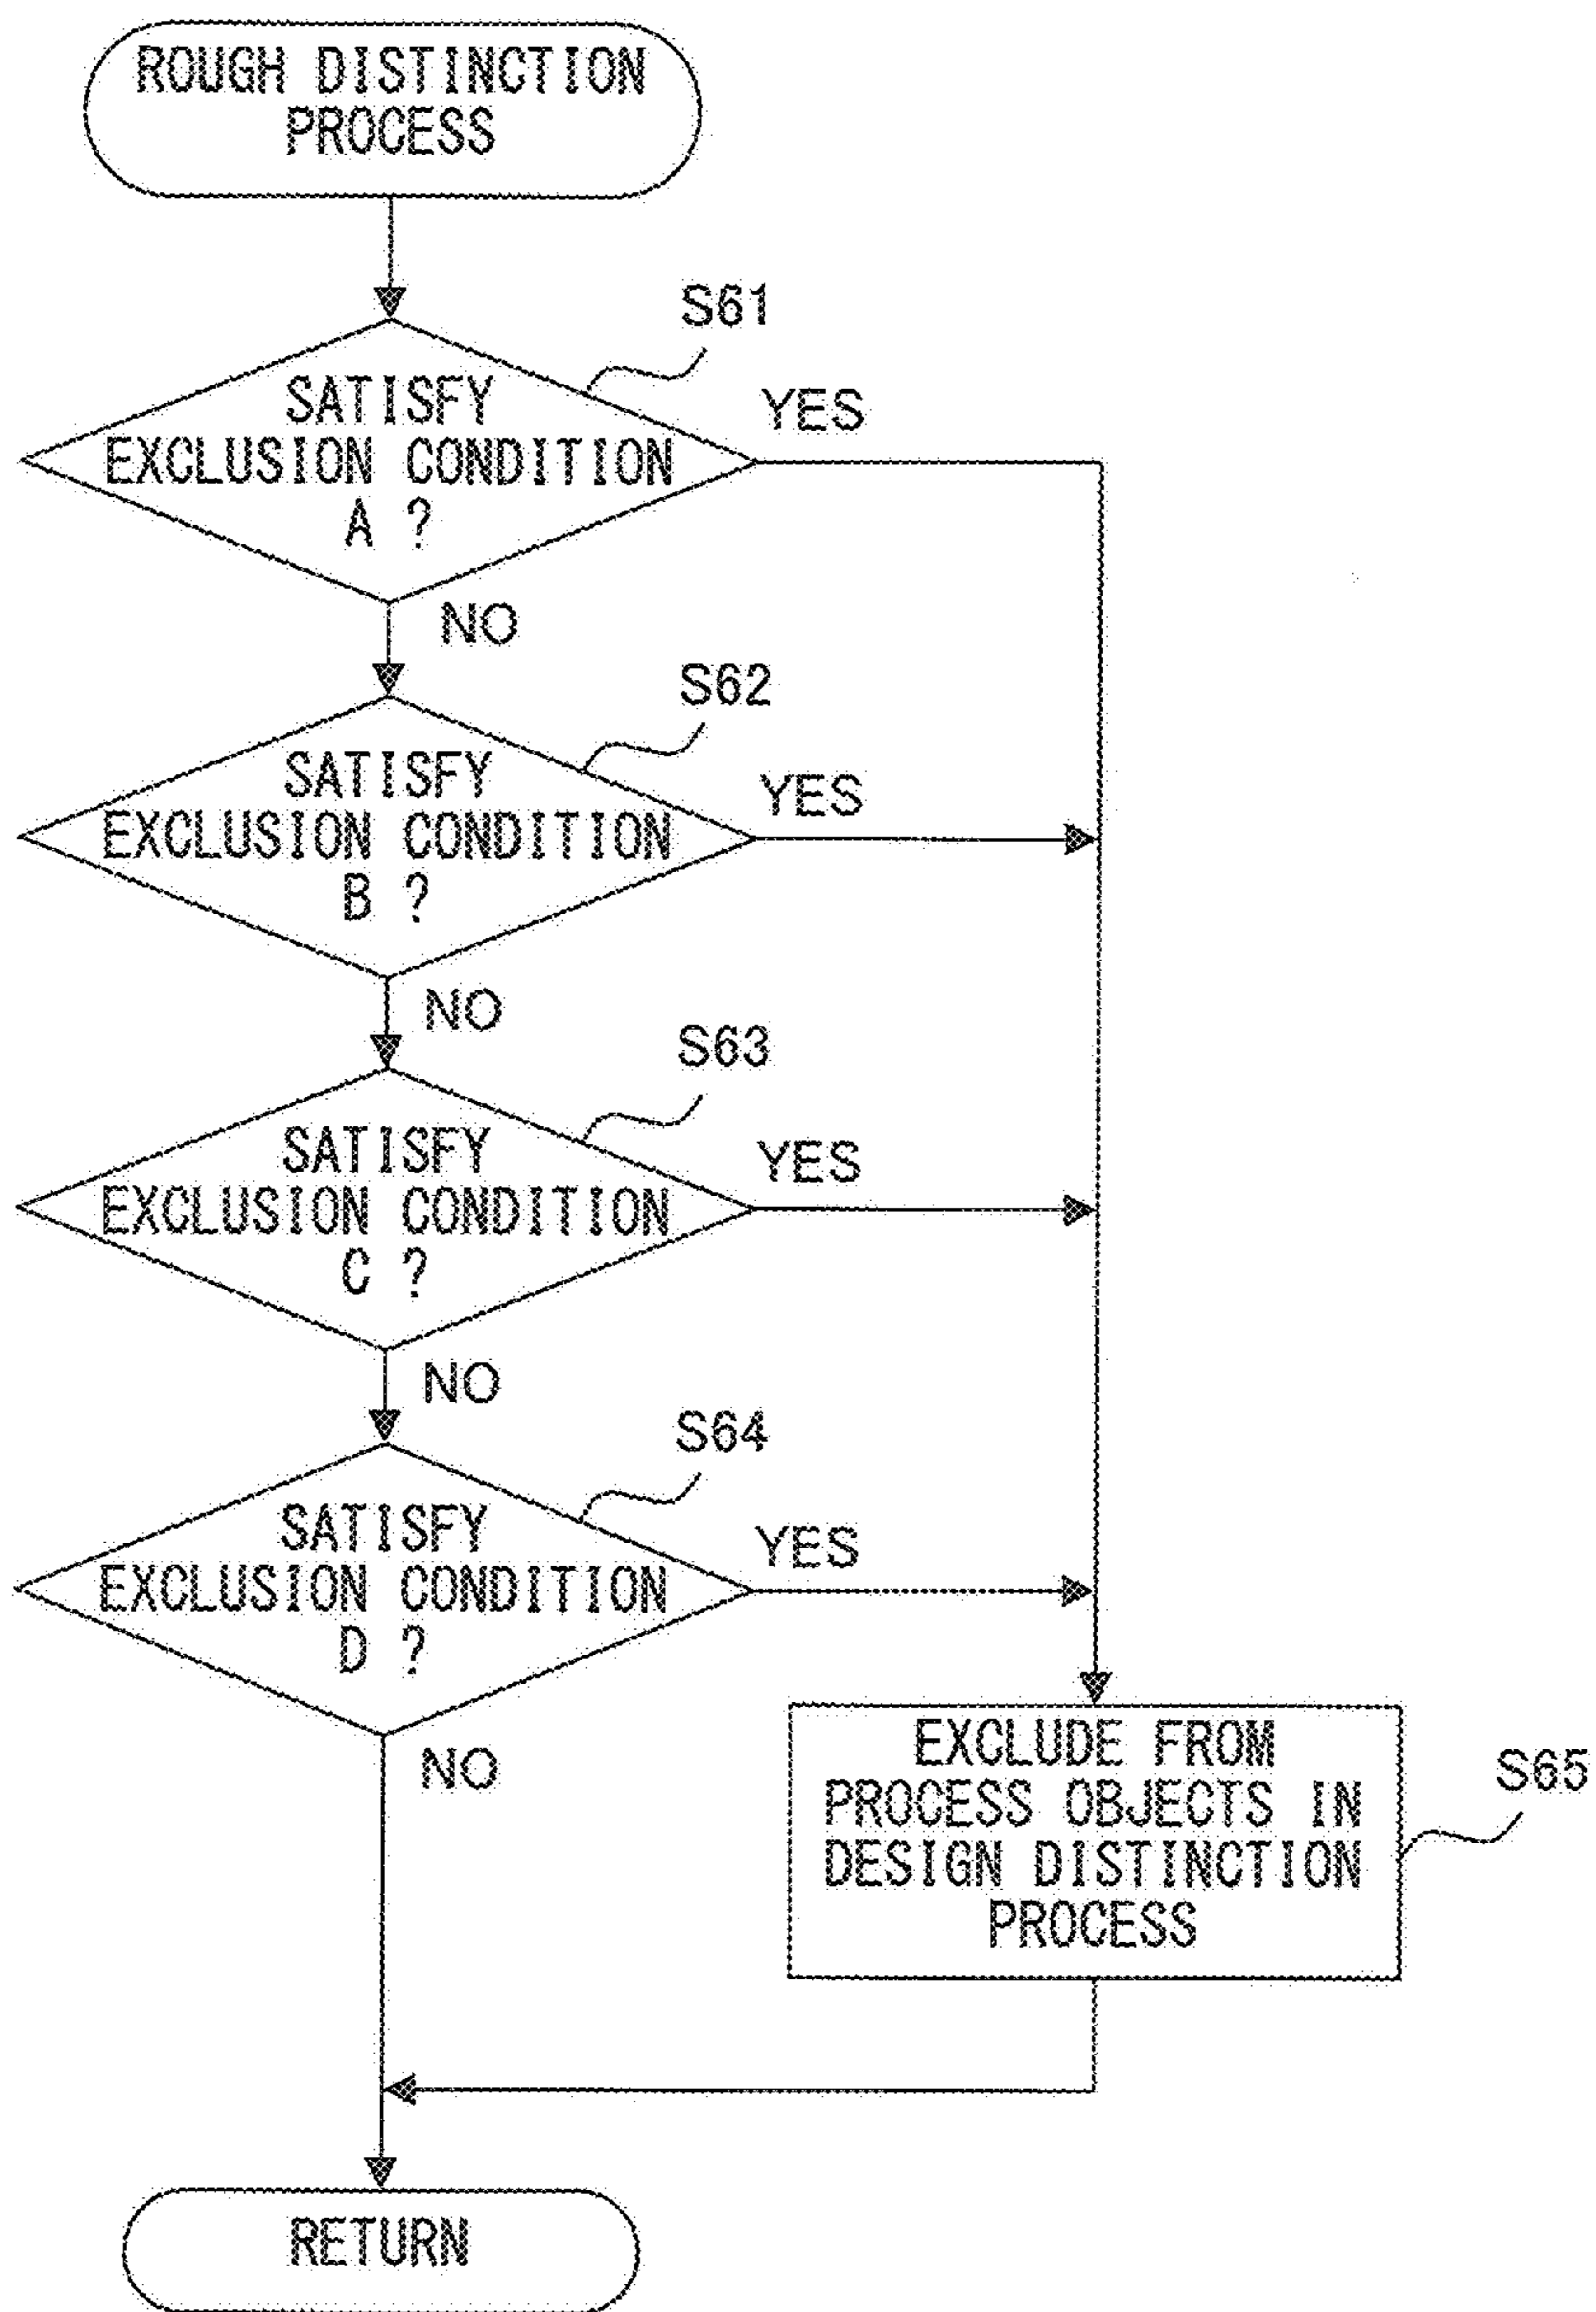 ROUGH DISTINCTION
PROCESS
S61
SATISFY
EXCLUSION CONDITION
A ?
YES
NO
S62
SATISFY
EXCLUSION CONDITION
B ?
YES
NO
S63
SATISFY
EXCLUSION CONDITION
C ?
YES
NO
S64
SATISFY
EXCLUSION CONDITION
D ?
YES
NO
EXCLUDE FROM
PROCESS OBJECTS IN
DESIGN DISTINCTION
PROCESS
S65
RETURN